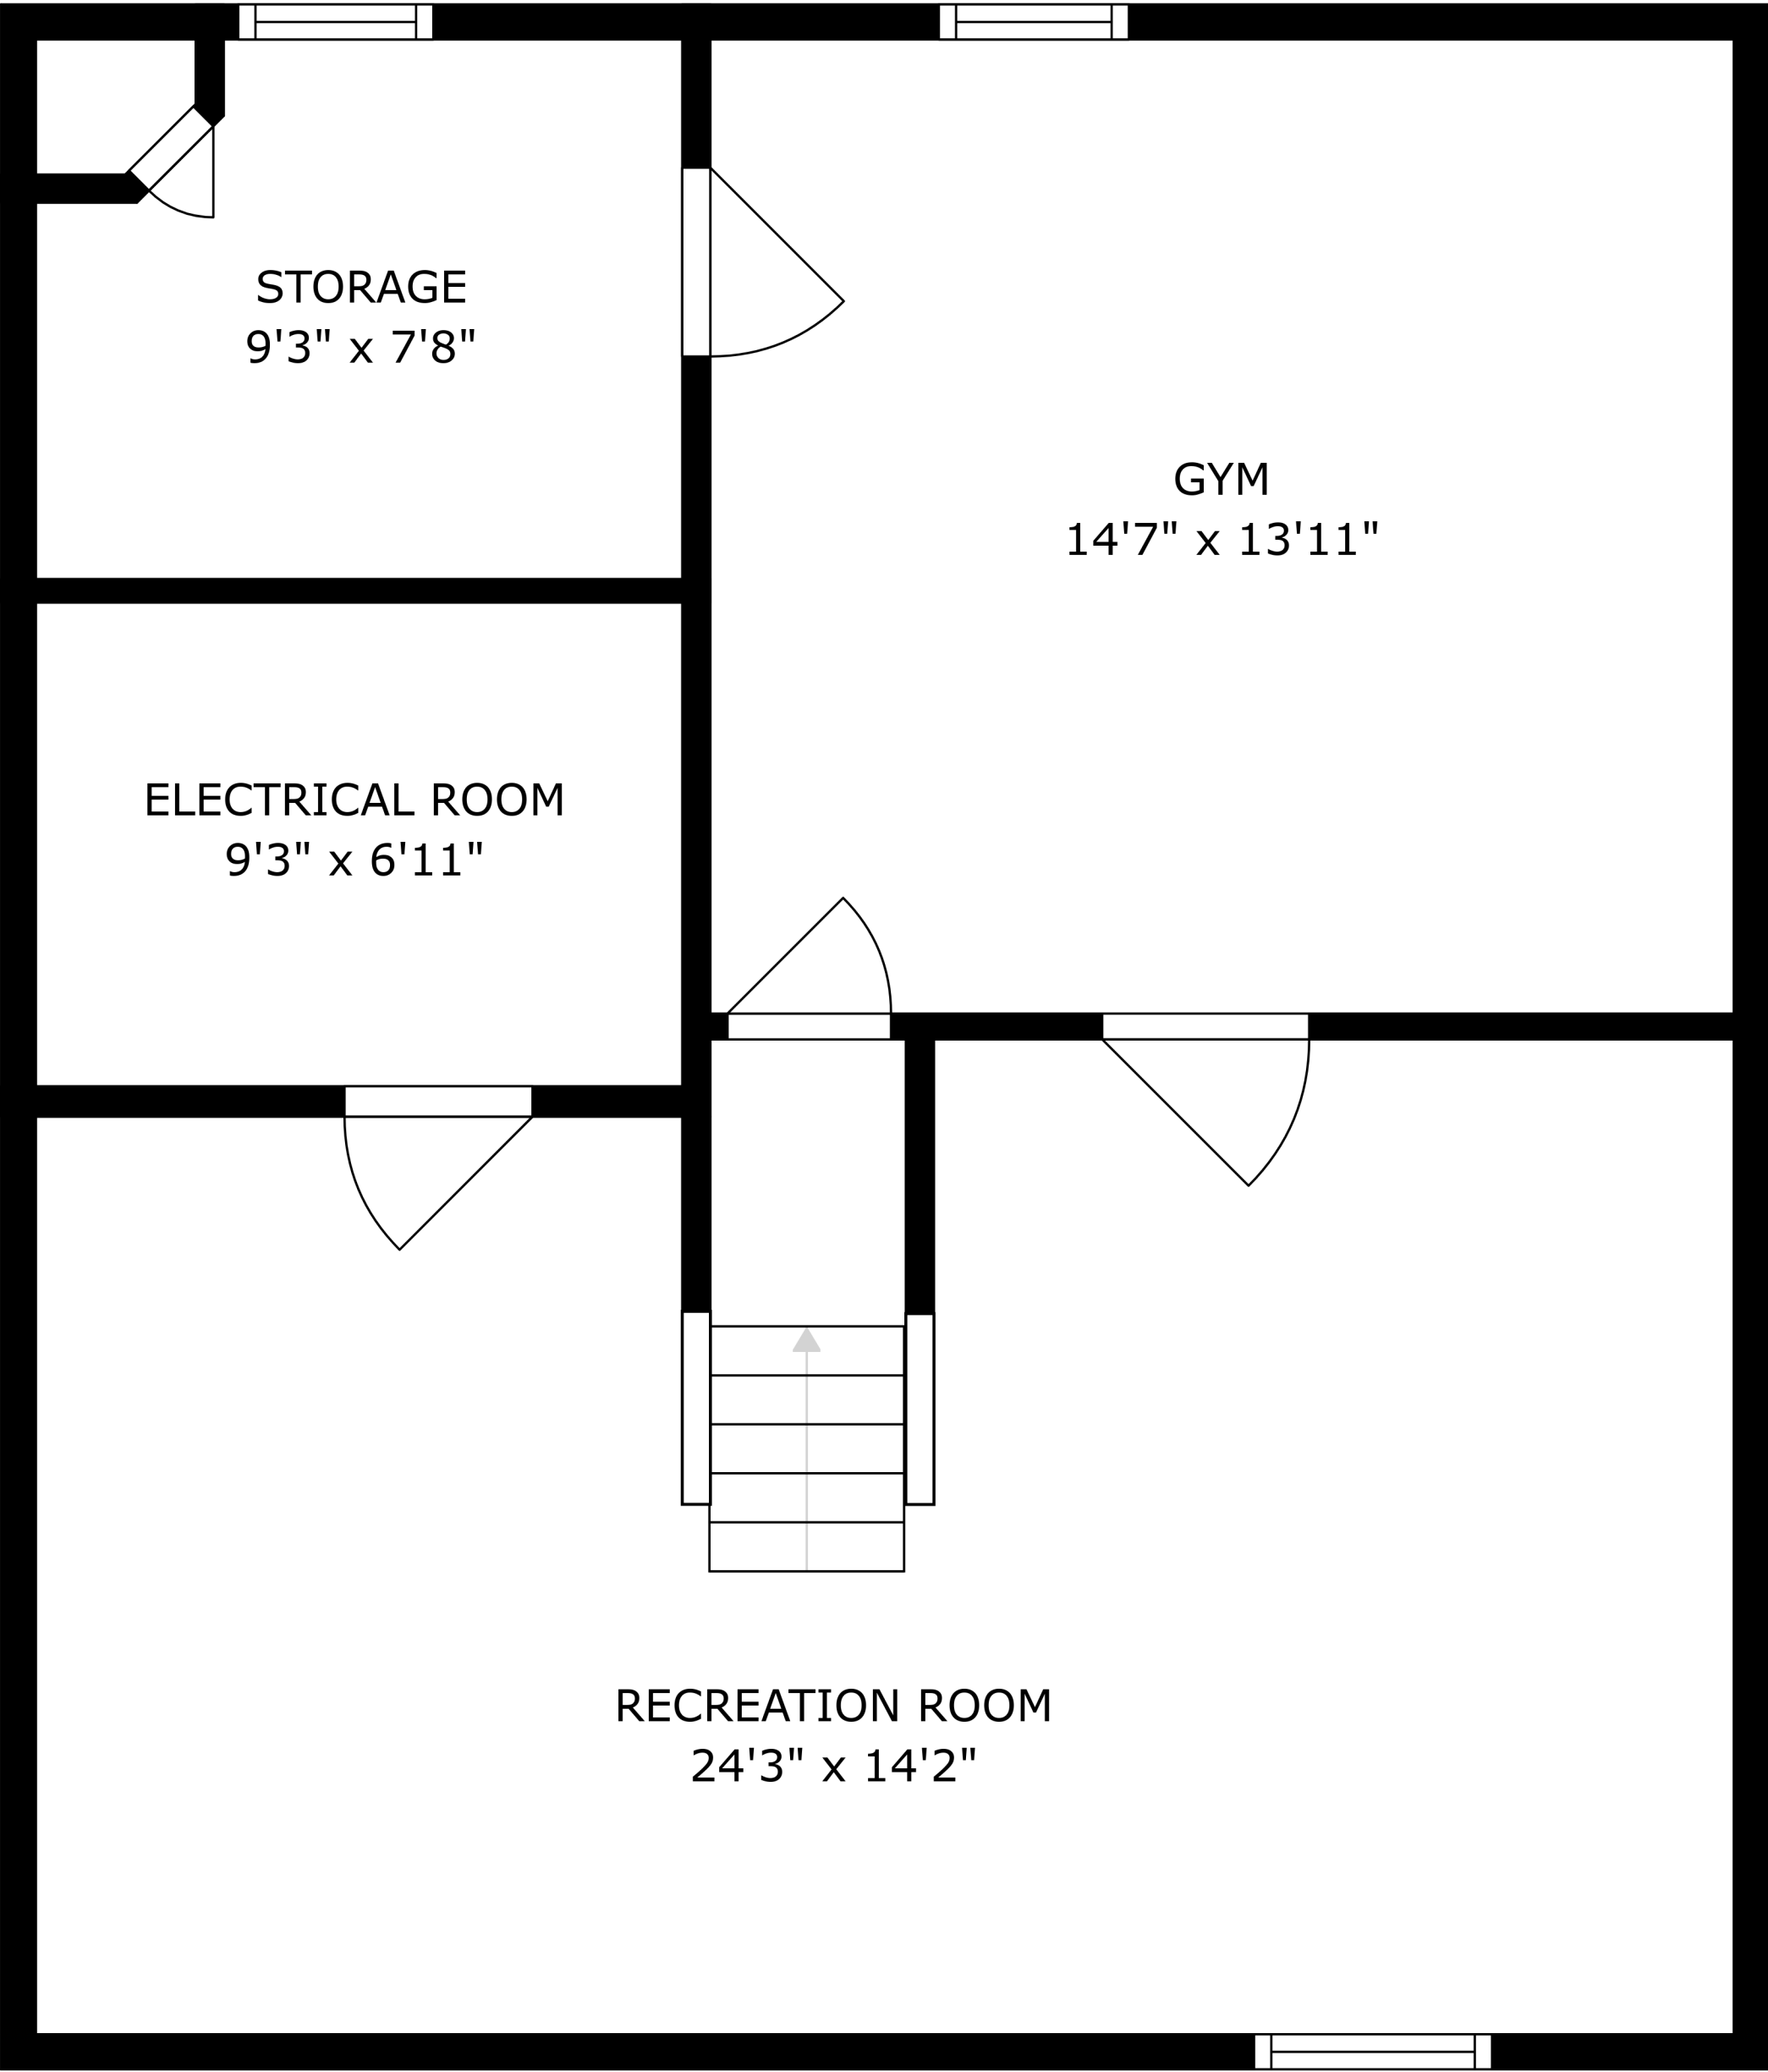 STORAGE
9'3" x 7'8"
GYM
14'7" x 13'11"
ELECTRICAL ROOM
9'3" x 6'11"
RECREATION ROOM
24'3" x 14'2"